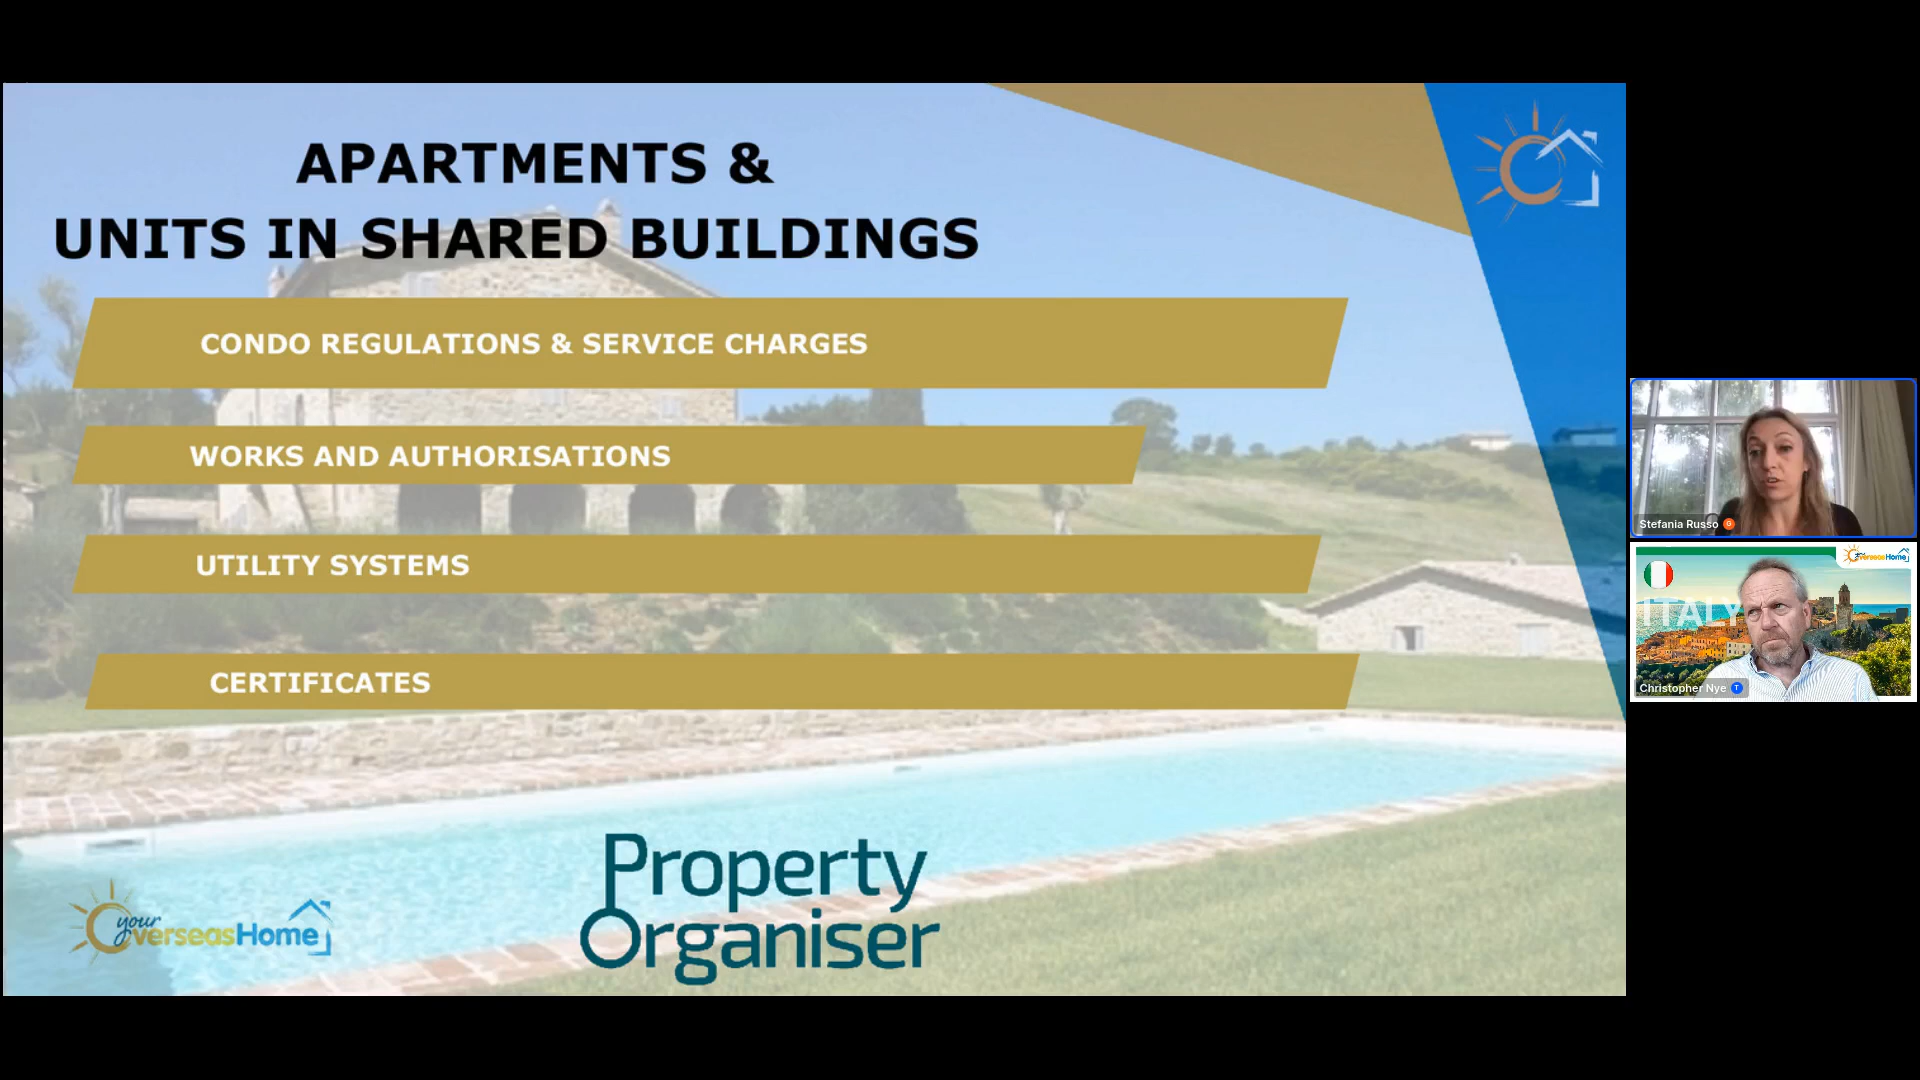 APARTMENTS &
UNITS IN SHARED BUILDINGS
CONDO REGULATIONS & SERVICE CHARGES
WORKS AND AUTHORISATIONS
UTILITY SYSTEMS
CERTIFICATES
your
OverseasHome
Property
Organiser
Stefania Russo
G
OverseasHome
ITALY
Christopher Nye
T